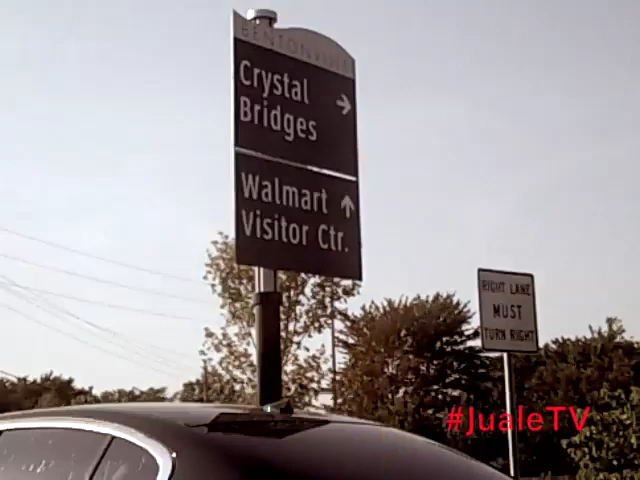 BENTONVILLE
Crystal
Bridges
Walmart
Visitor Ctr.
RIGHT LANE
MUST
TURN RIGHT
#JualeTV